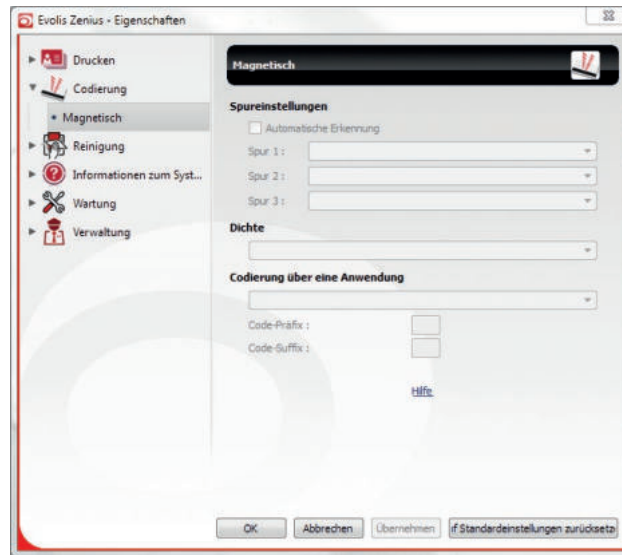 Evolis Zenius - Eigenschaften
Drucken
Codierung
Magnetisch
Reinigung
Informationen zum Syst...
Wartung
Verwaltung
Magnetisch
Spureinstellungen
Automatische Erkennung
Spur 1 :
Spur 2 :
Spur 3 :
Dichte
Codierung über eine Anwendung
Code-Präfix :
Code-Suffix :
Hilfe
OK Abbrechen Übernehmen f Standardeinstellungen zurücksetz